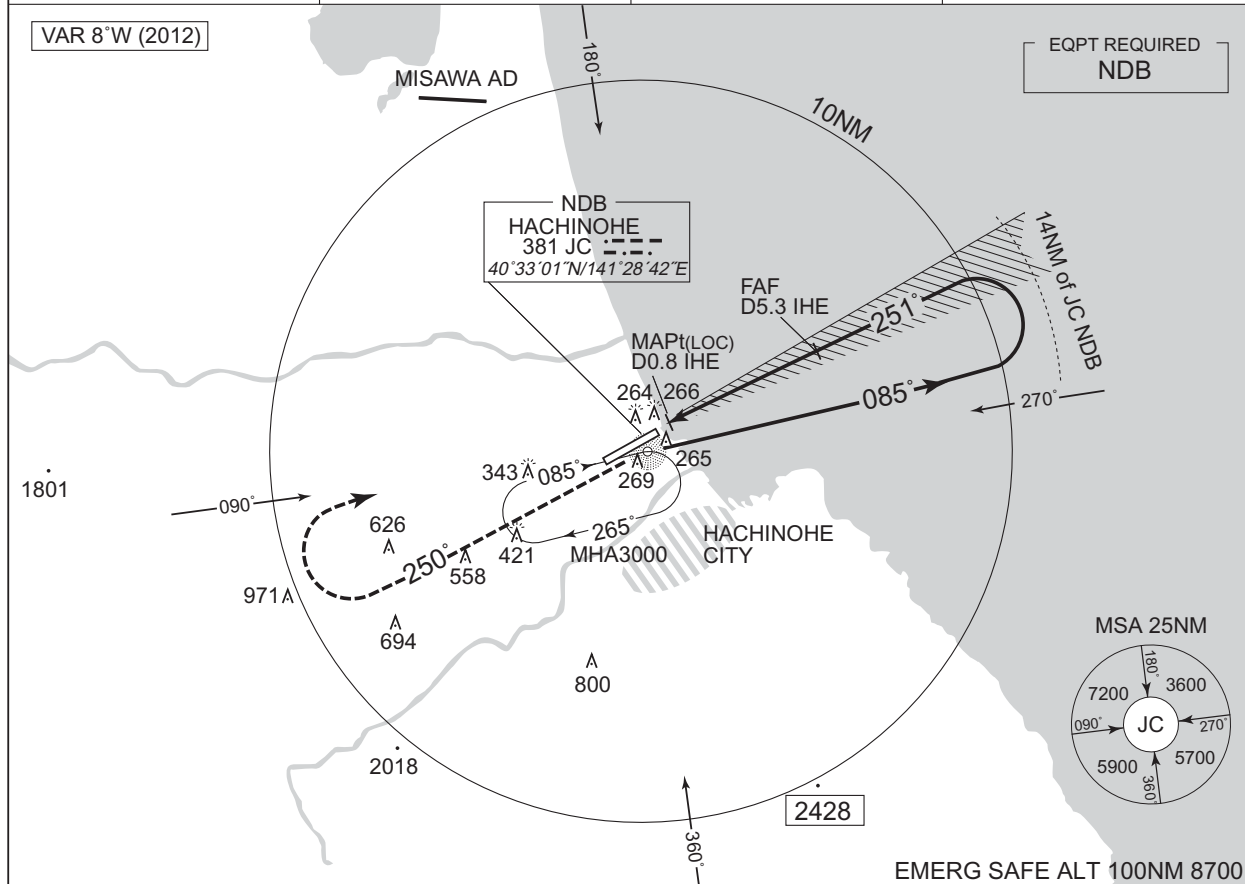 VAR 8°W (2012)
180°
EQPT REQUIRED
NDB
MISAWA AD
10NM
NDB
HACHINOHE
381 JC
40°33´01˝N/141°28´42˝E
14NM of JC NDB
FAF
D5.3 IHE
251°
MAPt(LOC)
D0.8 IHE
085°
270°
264
266
265
269
343
085°
1801
090°
265°
HACHINOHE
CITY
626
421
MHA3000
250°
558
971
694
MSA 25NM
800
180°
7200
3600
090°
JC
270°
5900
5700
360°
2018
2428
360°
EMERG SAFE ALT 100NM 8700